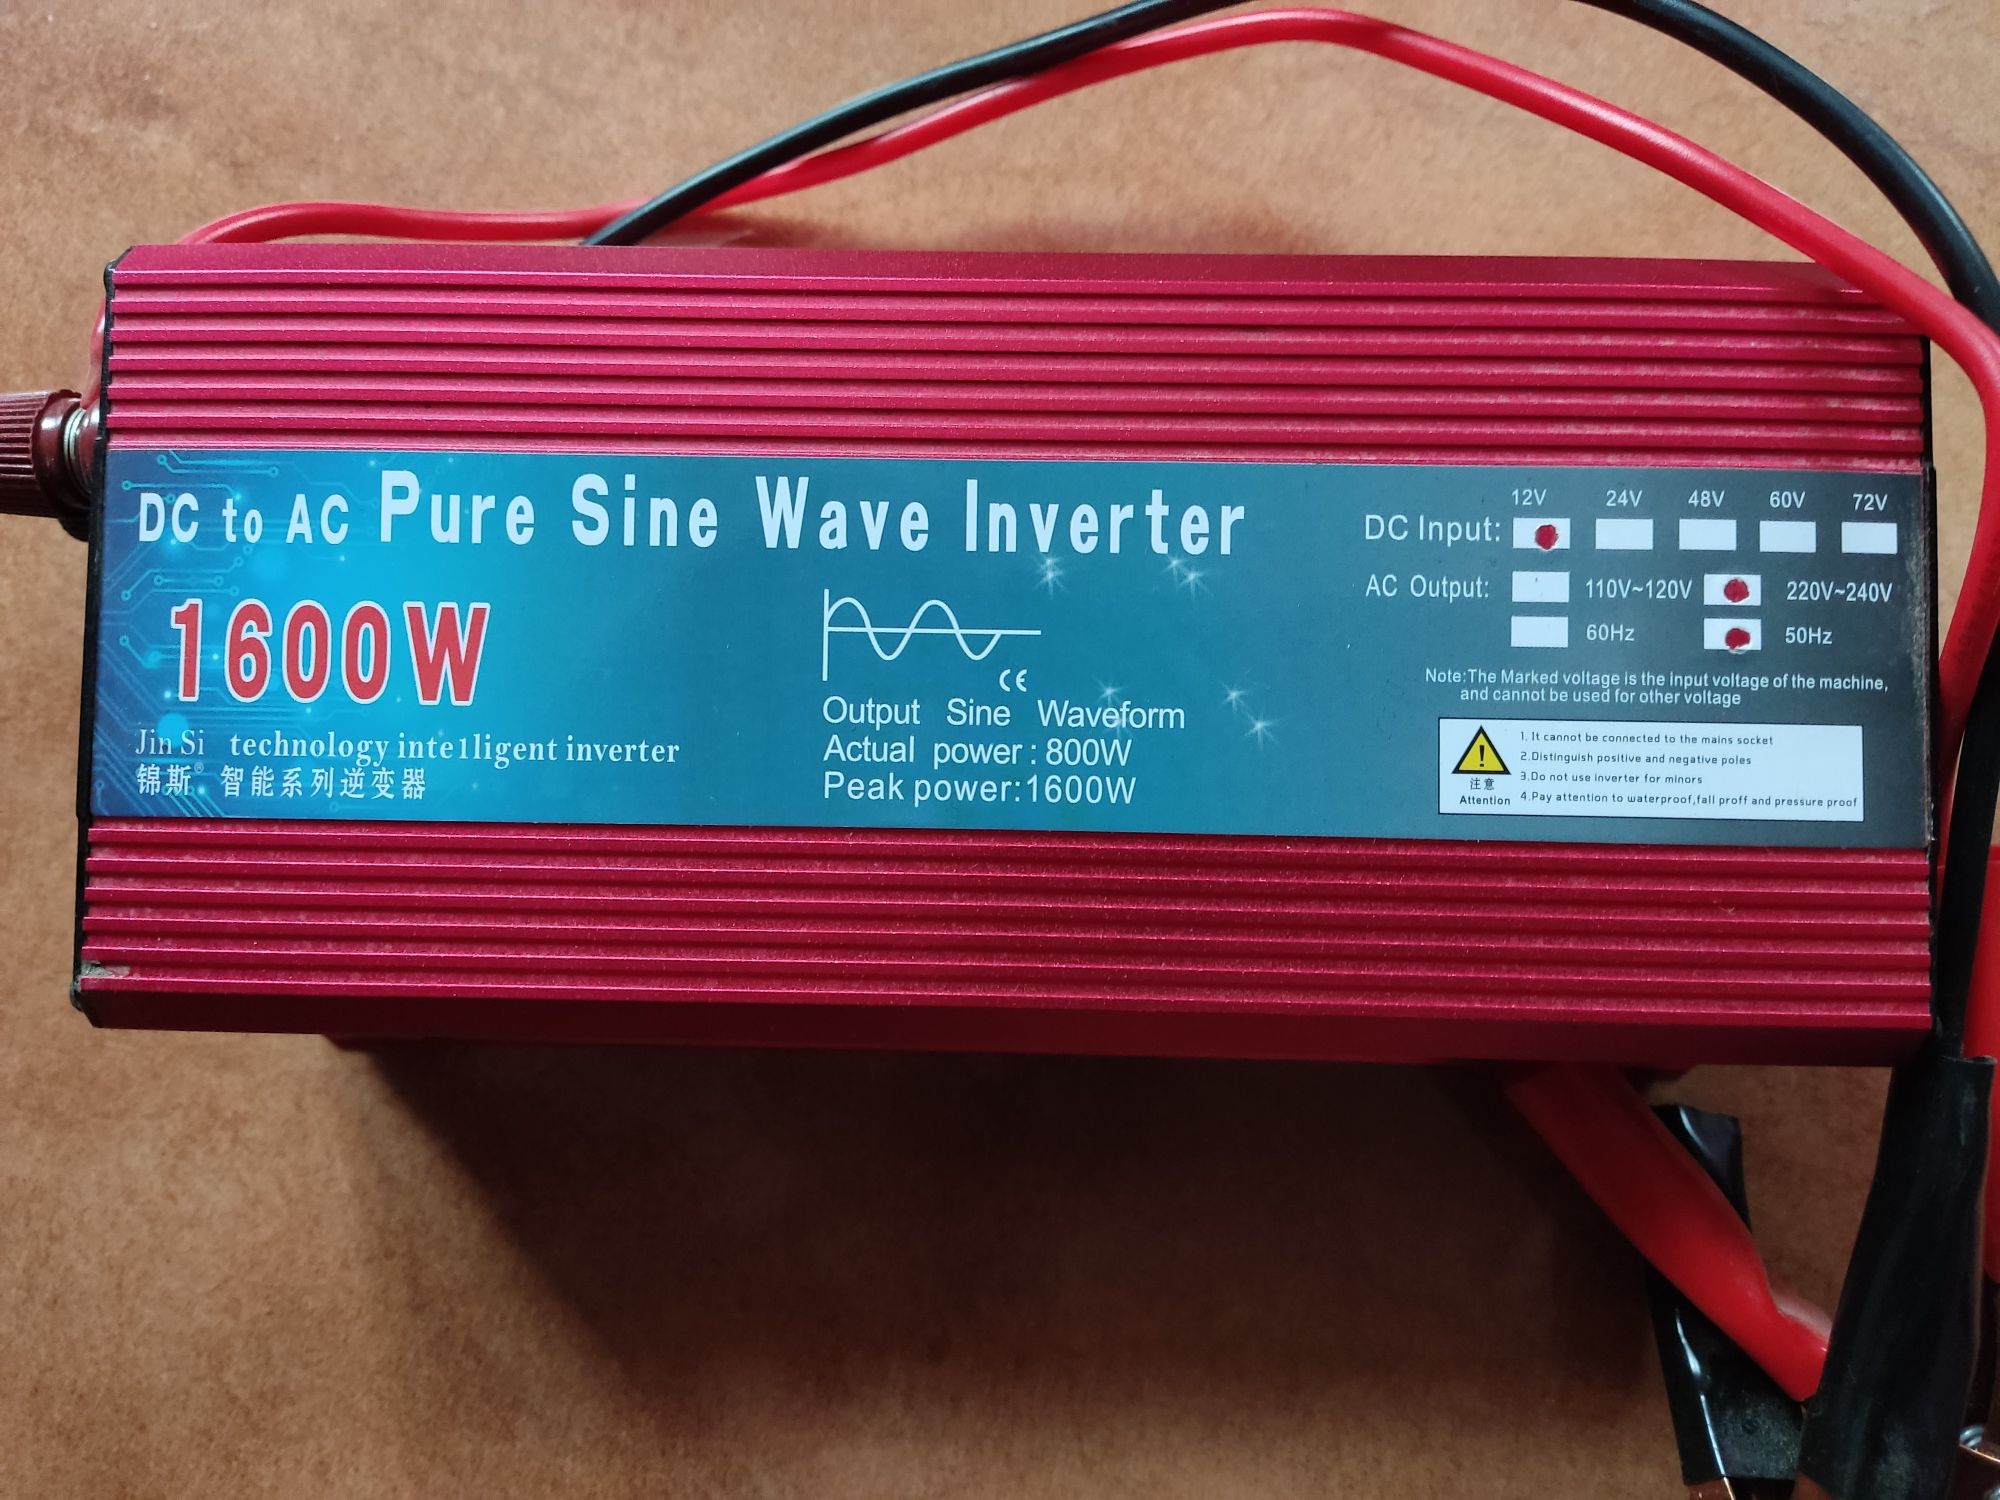 DC to AC Pure Sine Wave Inverter
1600W
Jin Si technology inte1ligent inverter
锦斯® 智能系列逆变器
CE
Output Sine Waveform
Actual power: 800W
Peak power:1600W
12V 24V 48V 60V 72V
DC Input:
AC Output: 110V~120V 220V~240V
60Hz 50Hz
Note:The Marked voltage is the input voltage of the machine,
and cannot be used for other voltage
注意
Attention
1. It cannot be connected to the mains socket
2.Distinguish positive and negative poles
3.Do not use inverter for minors
4.Pay attention to waterproof,fall proff and pressure proof